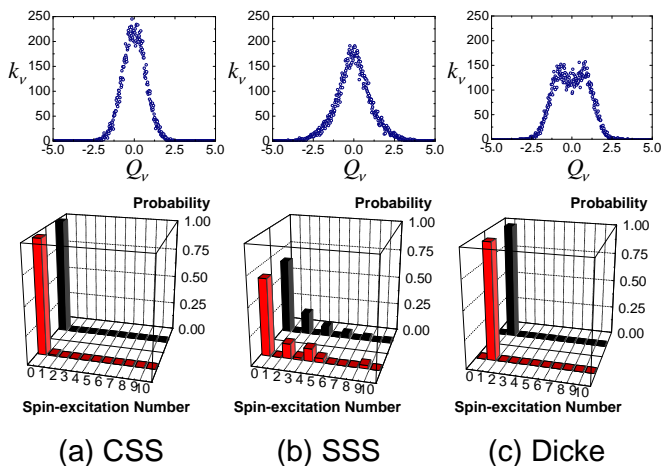 250
200
150
100
50
0
kν
-5.0 -2.5 0.0 2.5 5.0
Qν
250
200
150
100
50
0
kν
-5.0 -2.5 0.0 2.5 5.0
Qν
250
200
150
100
50
0
kν
-5.0 -2.5 0.0 2.5 5.0
Qν
Probability
1.00
0.75
0.50
0.25
0.00
0 1 2 3 4 5 6 7 8 9 10
Spin-excitation Number
Probability
1.00
0.75
0.50
0.25
0.00
0 1 2 3 4 5 6 7 8 9 10
Spin-excitation Number
Probability
1.00
0.75
0.50
0.25
0.00
0 1 2 3 4 5 6 7 8 9 10
Spin-excitation Number
(a) CSS
(b) SSS
(c) Dicke